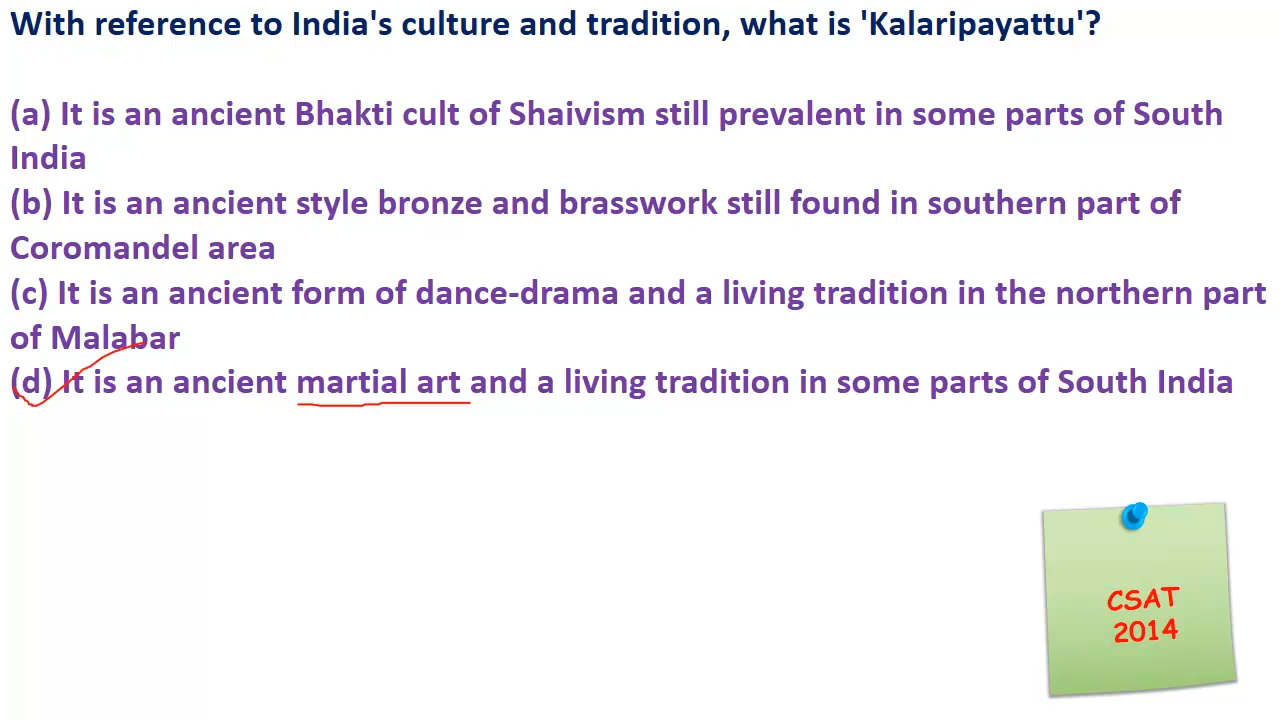 With reference to India's culture and tradition, what is 'Kalaripayattu'?
(a) It is an ancient Bhakti cult of Shaivism still prevalent in some parts of South
India
(b) It is an ancient style bronze and brasswork still found in southern part of
Coromandel area
(c) It is an ancient form of dance-drama and a living tradition in the northern part
of Malabar
(d) It is an ancient martial art and a living tradition in some parts of South India
CSAT
2014